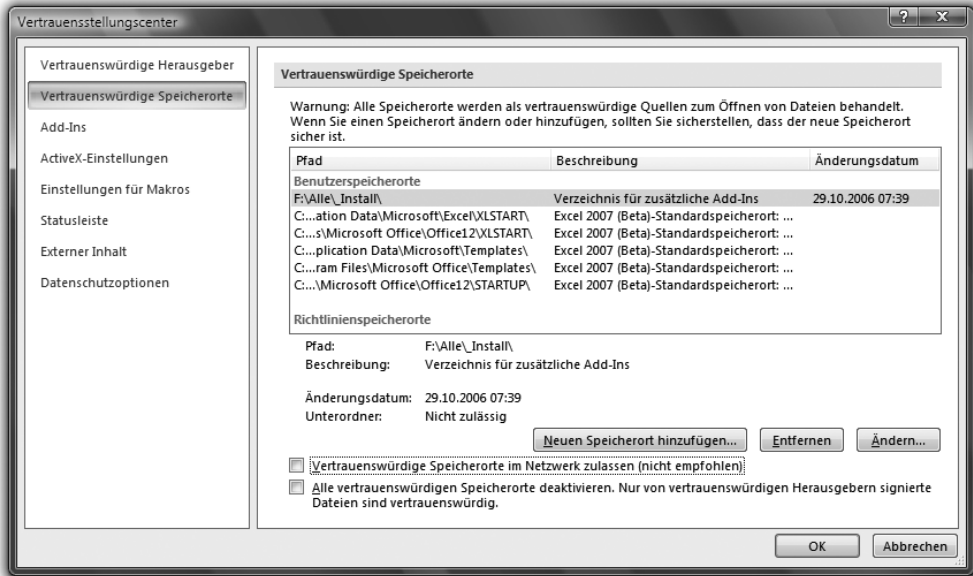 Vertrauensstellungscenter
Vertrauenswürdige Herausgeber
Vertrauenswürdige Speicherorte
Add-Ins
ActiveX-Einstellungen
Einstellungen für Makros
Statusleiste
Externer Inhalt
Datenschutzoptionen
Vertrauenswürdige Speicherorte
Warnung: Alle Speicherorte werden als vertrauenswürdige Quellen zum Öffnen von Dateien behandelt.
Wenn Sie einen Speicherort ändern oder hinzufügen, sollten Sie sicherstellen, dass der neue Speicherort
sicher ist.
Pfad Beschreibung Änderungsdatum
Benutzerspeicherorte
F:\Alle\_Install\ Verzeichnis für zusätzliche Add-Ins 29.10.2006 07:39
C:...ation Data\Microsoft\Excel\XLSTART\ Excel 2007 (Beta)-Standardspeicherort: ...
C:...s\Microsoft Office\Office12\XLSTART\ Excel 2007 (Beta)-Standardspeicherort: ...
C:...plication Data\Microsoft\Templates\ Excel 2007 (Beta)-Standardspeicherort: ...
C:...ram Files\Microsoft Office\Templates\ Excel 2007 (Beta)-Standardspeicherort: ...
C:...\Microsoft Office\Office12\STARTUP\ Excel 2007 (Beta)-Standardspeicherort: ...
Richtlinienspeicherorte
Pfad: F:\Alle\_Install\
Beschreibung: Verzeichnis für zusätzliche Add-Ins
Änderungsdatum: 29.10.2006 07:39
Unterordner: Nicht zulässig
Neuen Speicherort hinzufügen... Entfernen Ändern...
Vertrauenswürdige Speicherorte im Netzwerk zulassen (nicht empfohlen)
Alle vertrauenswürdigen Speicherorte deaktivieren. Nur von vertrauenswürdigen Herausgebern signierte
Dateien sind vertrauenswürdig.
OK Abbrechen